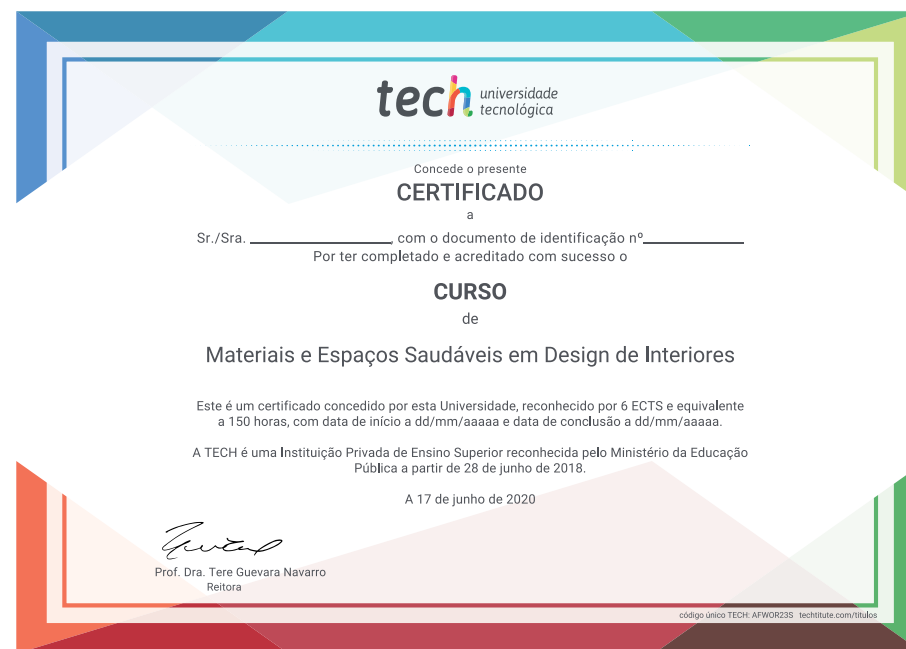 tech universidade
tecnológica
Concede o presente
CERTIFICADO
a
Sr./Sra. ____________________, com o documento de identificação nº______________
Por ter completado e acreditado com sucesso o
CURSO
de
Materiais e Espaços Saudáveis em Design de Interiores
Este é um certificado concedido por esta Universidade, reconhecido por 6 ECTS e equivalente
a 150 horas, com data de início a dd/mm/aaaaa e data de conclusão a dd/mm/aaaaa.
A TECH é uma Instituição Privada de Ensino Superior reconhecida pelo Ministério da Educação
Pública a partir de 28 de junho de 2018.
A 17 de junho de 2020
Prof. Dra. Tere Guevara Navarro
Reitora
código único TECH: AFWOR23S techtitute.com/titulos